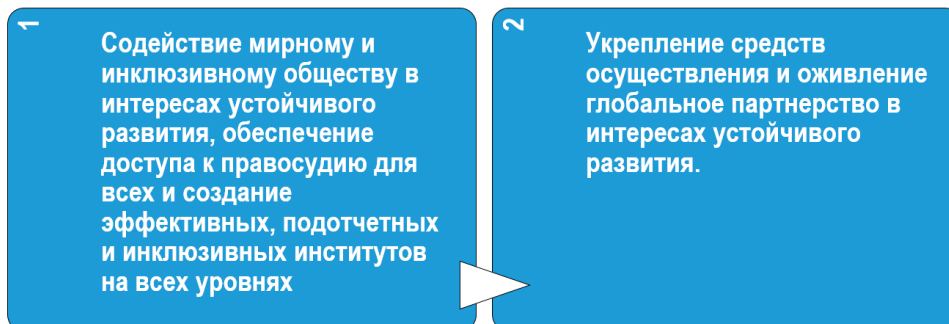 1
Содействие мирному и
инклюзивному обществу в
интересах устойчивого
развития, обеспечение
доступа к правосудию для
всех и создание
эффективных, подотчетных
и инклюзивных институтов
на всех уровнях
2
Укрепление средств
осуществления и оживление
глобальное партнерство в
интересах устойчивого
развития.